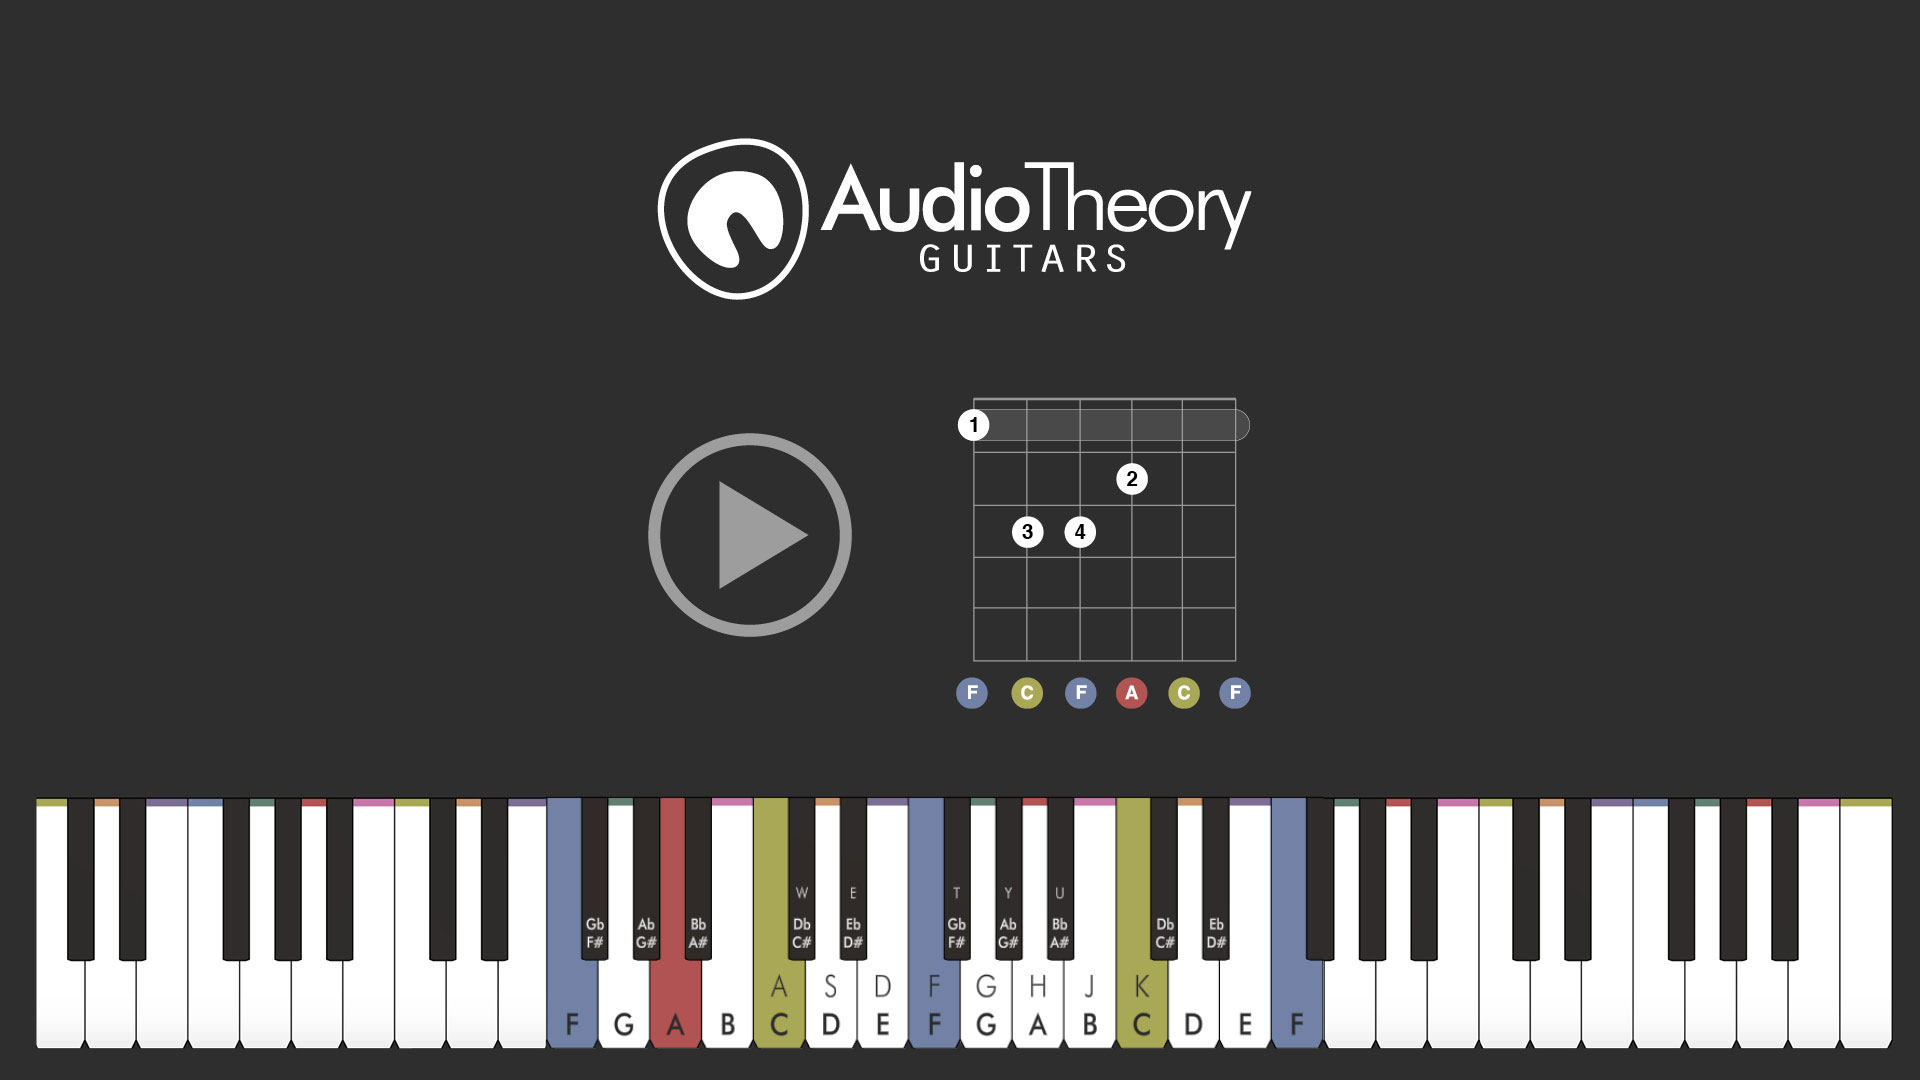 AudioTheory
GUITARS
1
2
3 4
F C F A C F
W E T Y U
Gb Ab Bb Db Eb Gb Ab Bb Db Eb
F# G# A# C# D# F# G# A# C# D#
A S D F G H J K
F G A B C D E F G A B C D E F